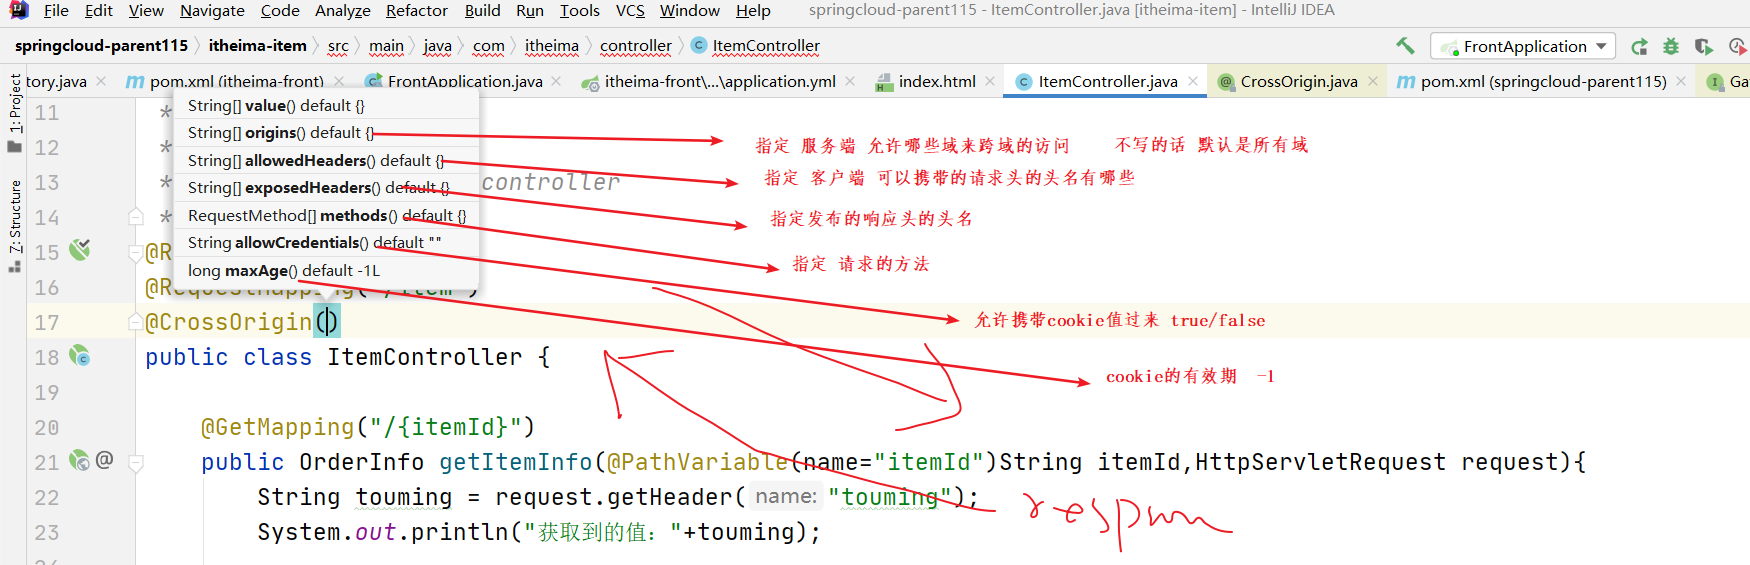 File Edit View Navigate Code Analyze Refactor Build Run Tools VCS Window Help springcloud-parent115 - ItemController.java [itheima-item] - IntelliJ IDEA
springcloud-parent115 itheima-item src main java com itheima controller ItemController FrontApplication
tory.java pom.xml (itheima-front) FrontApplication.java itheima-front\...\application.yml index.html ItemController.java CrossOrigin.java pom.xml (springcloud-parent115) Ga
1: Project
7: Structure
String[] value() default {}
String[] origins() default {} 指定 服务端 允许哪些域来跨域的访问 不写的话 默认是所有域
String[] allowedHeaders() default {} 指定 客户端 可以携带的请求头的头名有哪些
String[] exposedHeaders() default {} 指定发布的响应头的头名
RequestMethod[] methods() default {} 指定 请求的方法
String allowCredentials() default "" 允许携带cookie值过来 true/false
long maxAge() default -1L cookie的有效期 -1
11 *
12 *
13 * controller
14 *
15 @R
16
17 @CrossOrigin()
18 public class ItemController {
19
20 @GetMapping("/{itemId}")
21 public OrderInfo getItemInfo(@PathVariable(name="itemId")String itemId,HttpServletRequest request){
22 String touming = request.getHeader( name: "touming");
23 System.out.println("获取到的值："+touming);